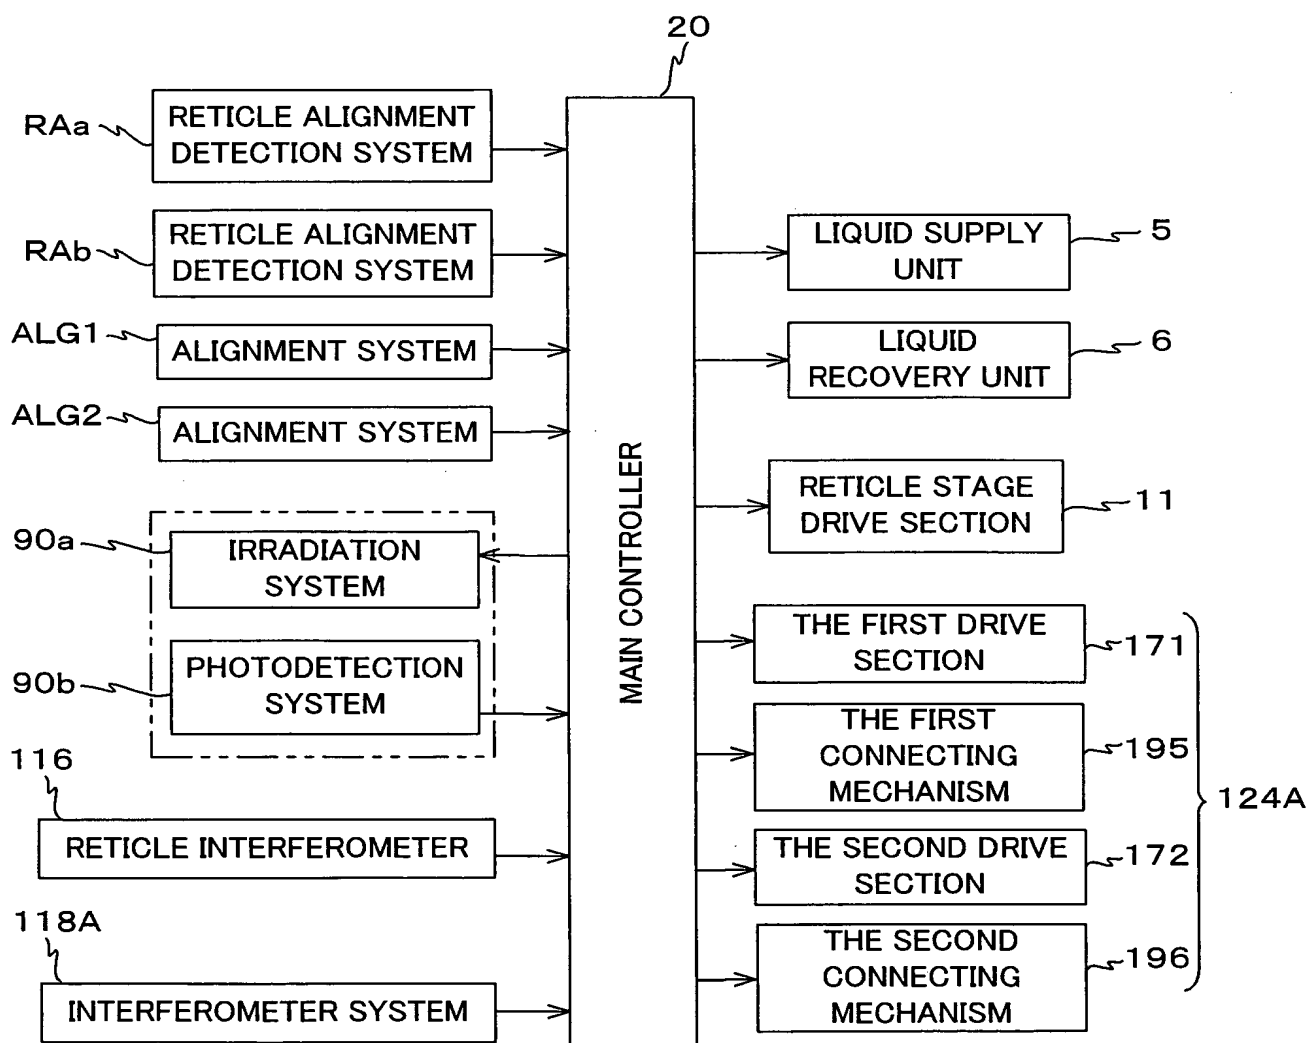 20
RAa
RETICLE ALIGNMENT
DETECTION SYSTEM
RAb
RETICLE ALIGNMENT
DETECTION SYSTEM
ALG1
ALIGNMENT SYSTEM
ALG2
ALIGNMENT SYSTEM
90a
IRRADIATION
SYSTEM
90b
PHOTODETECTION
SYSTEM
116
RETICLE INTERFEROMETER
118A
INTERFEROMETER SYSTEM
MAIN CONTROLLER
LIQUID SUPPLY
UNIT
5
LIQUID
RECOVERY UNIT
6
RETICLE STAGE
DRIVE SECTION
11
THE FIRST DRIVE
SECTION
171
THE FIRST
CONNECTING
MECHANISM
195
THE SECOND DRIVE
SECTION
172
THE SECOND
CONNECTING
MECHANISM
196
124A